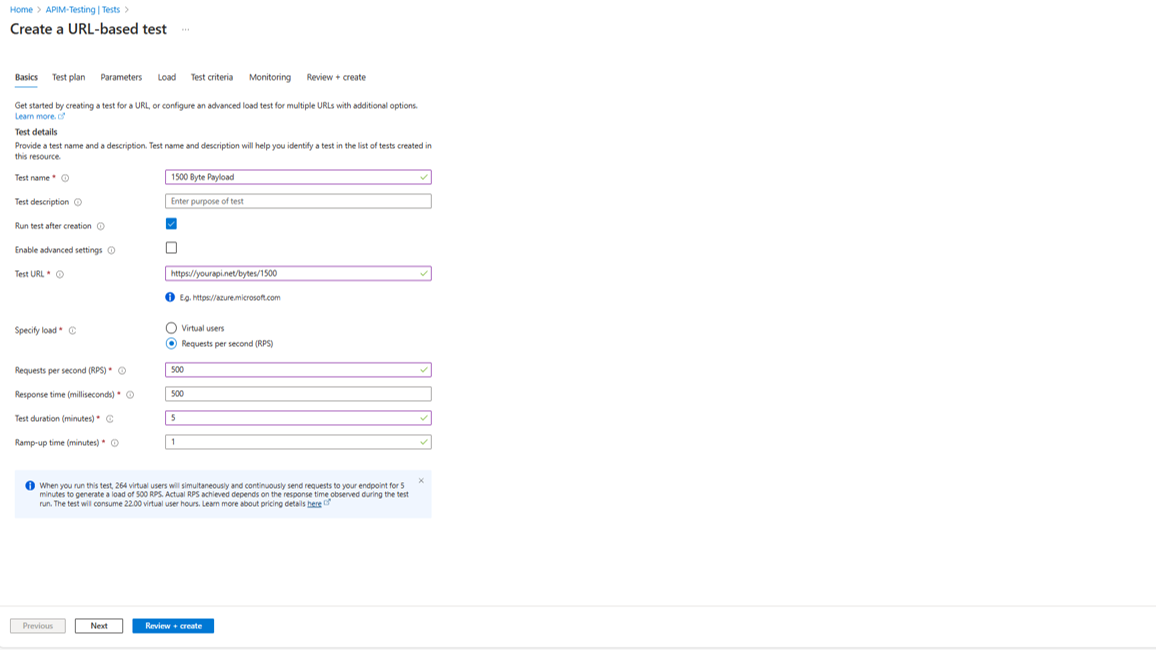 Home > APIM-Testing | Tests >
Create a URL-based test ...
Basics Test plan Parameters Load Test criteria Monitoring Review + create
Get started by creating a test for a URL, or configure an advanced load test for multiple URLs with additional options.
Learn more.
Test details
Provide a test name and a description. Test name and description will help you identify a test in the list of tests created in
this resource.
Test name * 1500 Byte Payload
Test description Enter purpose of test
Run test after creation
Enable advanced settings
Test URL * https://yourapi.net/bytes/1500
E.g. https://azure.microsoft.com
Specify load * Virtual users
Requests per second (RPS)
Requests per second (RPS) * 500
Response time (milliseconds) * 500
Test duration (minutes) * 5
Ramp-up time (minutes) * 1
When you run this test, 264 virtual users will simultaneously and continuously send requests to your endpoint for 5
minutes to generate a load of 500 RPS. Actual RPS achieved depends on the response time observed during the test
run. The test will consume 22.00 virtual user hours. Learn more about pricing details here
Previous Next Review + create